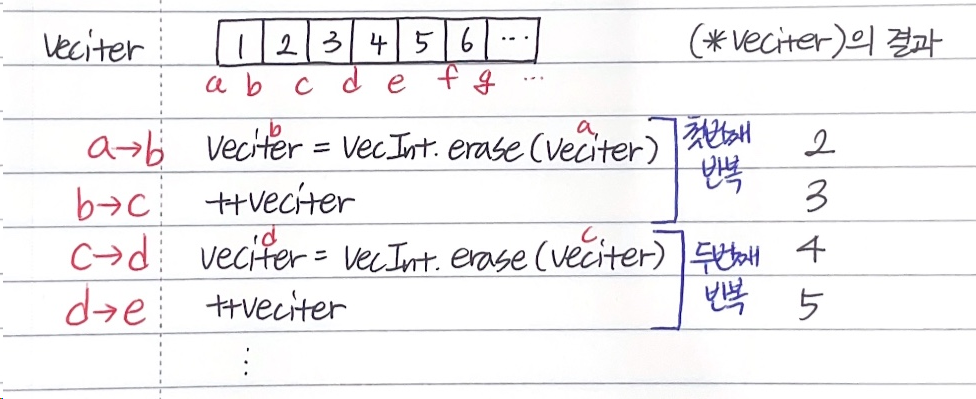 veciter 1 2 3 4 5 6 ... (*veciter)의 결과
a b c d e f g ...
a→b veciter = VecInt.erase(veciter) 2
b a
첫번째 반복
b→c ++veciter 3
c→d veciter = VecInt.erase(veciter) 4
d c
두번째 반복
d→e ++veciter 5
⋮